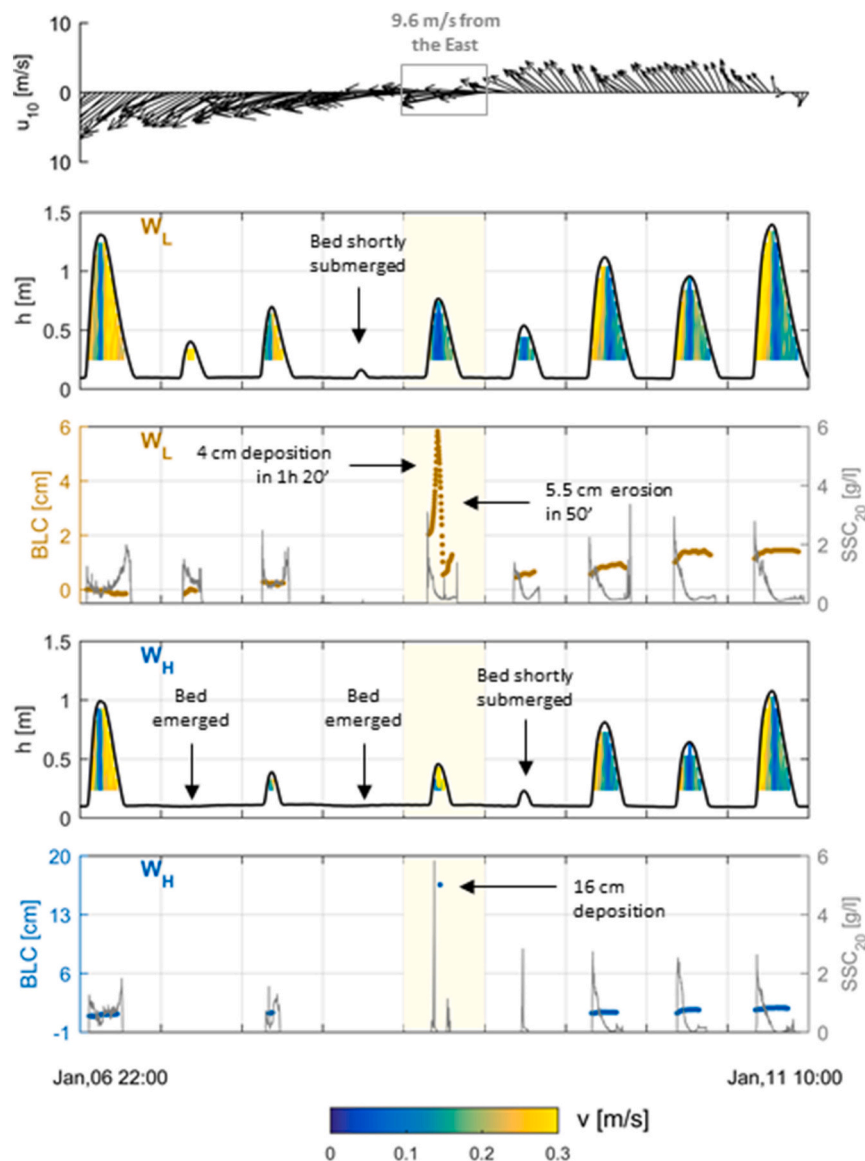 9.6 m/s from
the East
10
0
10
u10 [m/s]
1.5
1
0.5
0
h [m]
WL
Bed shortly
submerged
6
4
2
0
BLC [cm]
WL
4 cm deposition
in 1h 20'
5.5 cm erosion
in 50'
6
4
2
0
SSC20 [g/l]
1.5
1
0.5
0
h [m]
WH
Bed
emerged
Bed
emerged
Bed shortly
submerged
20
13
6
-1
BLC [cm]
WH
16 cm
deposition
6
4
2
0
SSC20 [g/l]
Jan,06 22:00
Jan,11 10:00
v [m/s]
0
0.1
0.2
0.3